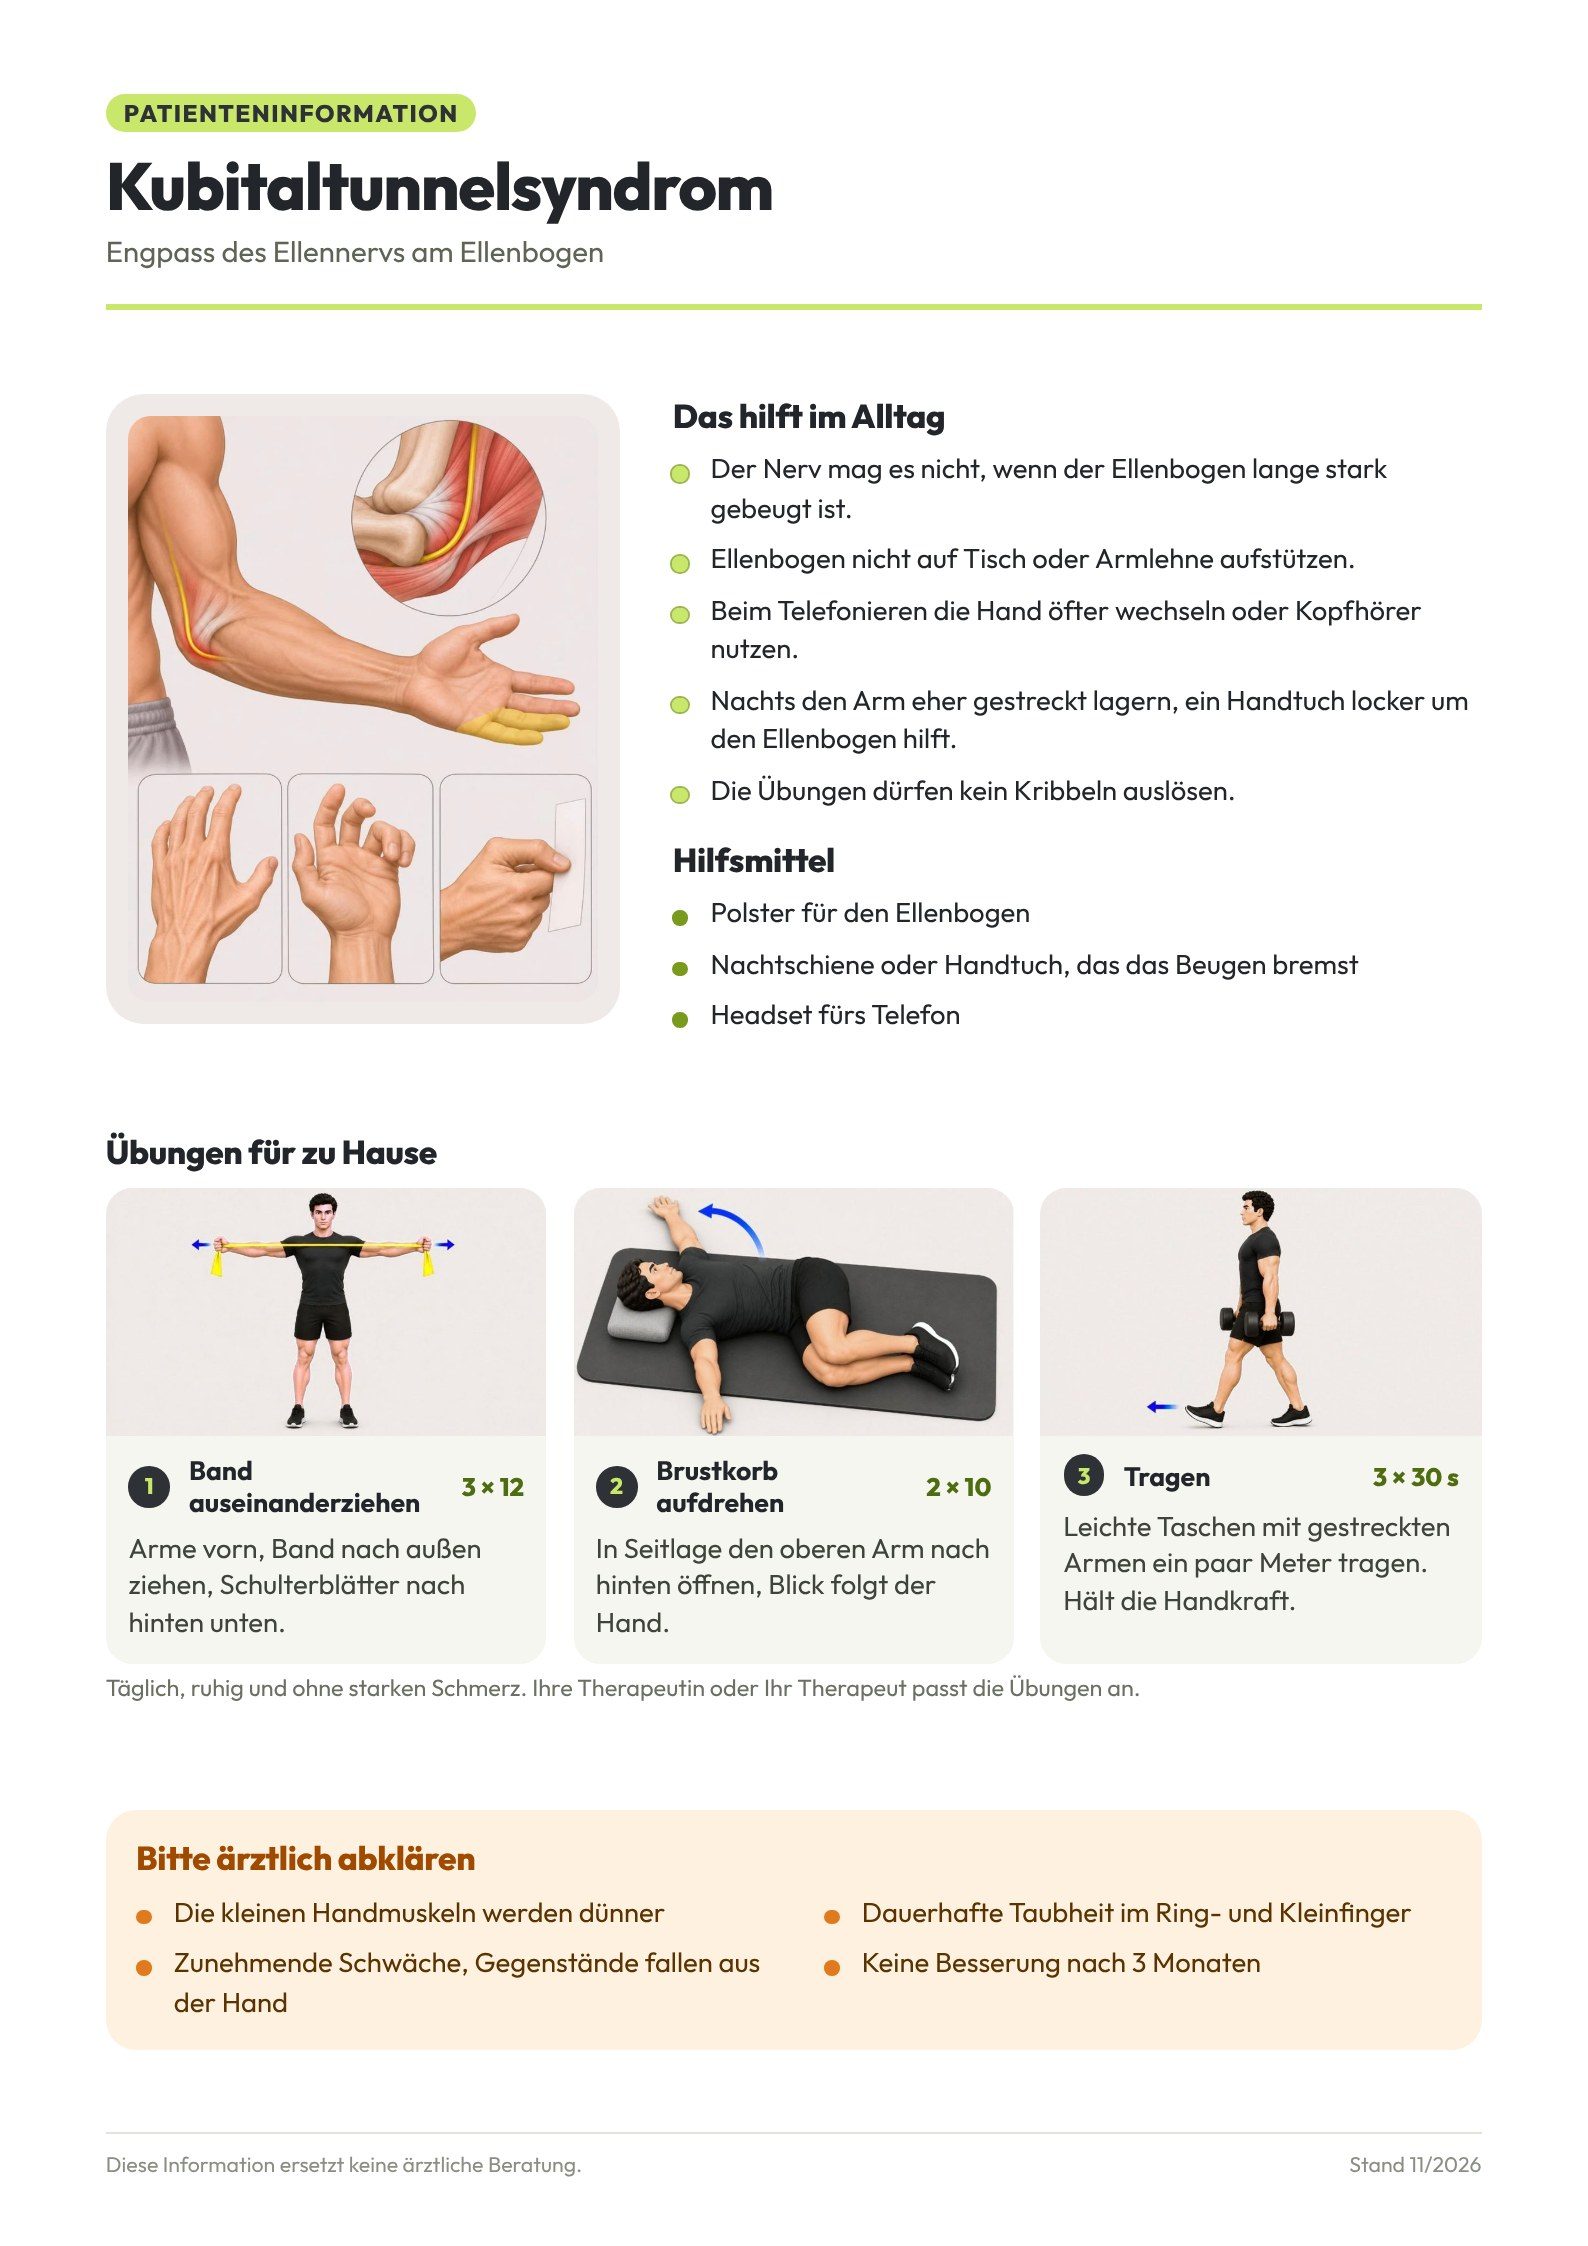 PATIENTENINFORMATION
Kubitaltunnelsyndrom
Engpass des Ellennervs am Ellenbogen
Das hilft im Alltag
Der Nerv mag es nicht, wenn der Ellenbogen lange stark
gebeugt ist.
Ellenbogen nicht auf Tisch oder Armlehne aufstützen.
Beim Telefonieren die Hand öfter wechseln oder Kopfhörer
nutzen.
Nachts den Arm eher gestreckt lagern, ein Handtuch locker um
den Ellenbogen hilft.
Die Übungen dürfen kein Kribbeln auslösen.
Hilfsmittel
Polster für den Ellenbogen
Nachtschiene oder Handtuch, das das Beugen bremst
Headset fürs Telefon
Übungen für zu Hause
1 Band
auseinanderziehen 3 × 12
Arme vorn, Band nach außen
ziehen, Schulterblätter nach
hinten unten.
2 Brustkorb
aufdrehen 2 × 10
In Seitlage den oberen Arm nach
hinten öffnen, Blick folgt der
Hand.
3 Tragen 3 × 30 s
Leichte Taschen mit gestreckten
Armen ein paar Meter tragen.
Hält die Handkraft.
Täglich, ruhig und ohne starken Schmerz. Ihre Therapeutin oder Ihr Therapeut passt die Übungen an.
Bitte ärztlich abklären
Die kleinen Handmuskeln werden dünner
Zunehmende Schwäche, Gegenstände fallen aus
der Hand
Dauerhafte Taubheit im Ring- und Kleinfinger
Keine Besserung nach 3 Monaten
Diese Information ersetzt keine ärztliche Beratung.
Stand 11/2026